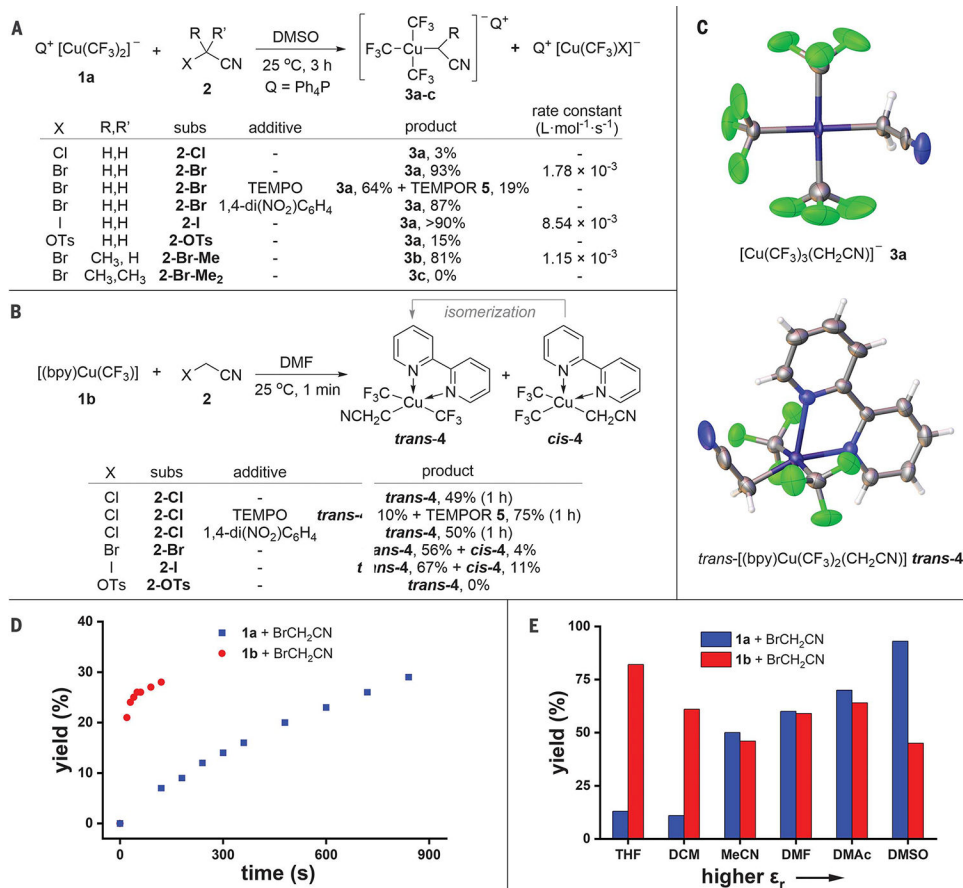 A
Q⁺ [Cu(CF₃)₂]⁻ + R R' X CN DMSO 25 °C, 3 h Q = Ph₄P [CF₃ F₃C Cu R CF₃ CN]⁻Q⁺ + Q⁺ [Cu(CF₃)X]⁻
1a 2 3a-c
X R,R' subs additive product rate constant (L·mol⁻¹·s⁻¹)
Cl H,H 2-Cl - 3a, 3% -
Br H,H 2-Br - 3a, 93% 1.78 × 10⁻³
Br H,H 2-Br TEMPO 3a, 64% + TEMPOR 5, 19% -
Br H,H 2-Br 1,4-di(NO₂)C₆H₄ 3a, 87% -
I H,H 2-I - 3a, >90% 8.54 × 10⁻³
OTs H,H 2-OTs - 3a, 15% -
Br CH₃, H 2-Br-Me - 3b, 81% 1.15 × 10⁻³
Br CH₃,CH₃ 2-Br-Me₂ - 3c, 0% -
B
isomerization
[(bpy)Cu(CF₃)] + X CN DMF 25 °C, 1 min N N F₃C Cu NCH₂C CF₃ + N N F₃C Cu F₃C CH₂CN
1b 2 trans-4 cis-4
X subs additive product
Cl 2-Cl - trans-4, 49% (1 h)
Cl 2-Cl TEMPO trans-4 10% + TEMPOR 5, 75% (1 h)
Cl 2-Cl 1,4-di(NO₂)C₆H₄ trans-4, 50% (1 h)
Br 2-Br - ans-4, 56% + cis-4, 4%
I 2-I - t ans-4, 67% + cis-4, 11%
OTs 2-OTs - trans-4, 0%
C
[Cu(CF₃)₃(CH₂CN)]⁻ 3a
trans-[(bpy)Cu(CF₃)₂(CH₂CN)] trans-4
D
1a + BrCH₂CN
1b + BrCH₂CN
yield (%)
40
30
20
10
0
0 300 600 900
time (s)
E
1a + BrCH₂CN
1b + BrCH₂CN
yield (%)
100
75
50
25
0
THF DCM MeCN DMF DMAc DMSO
higher εᵣ